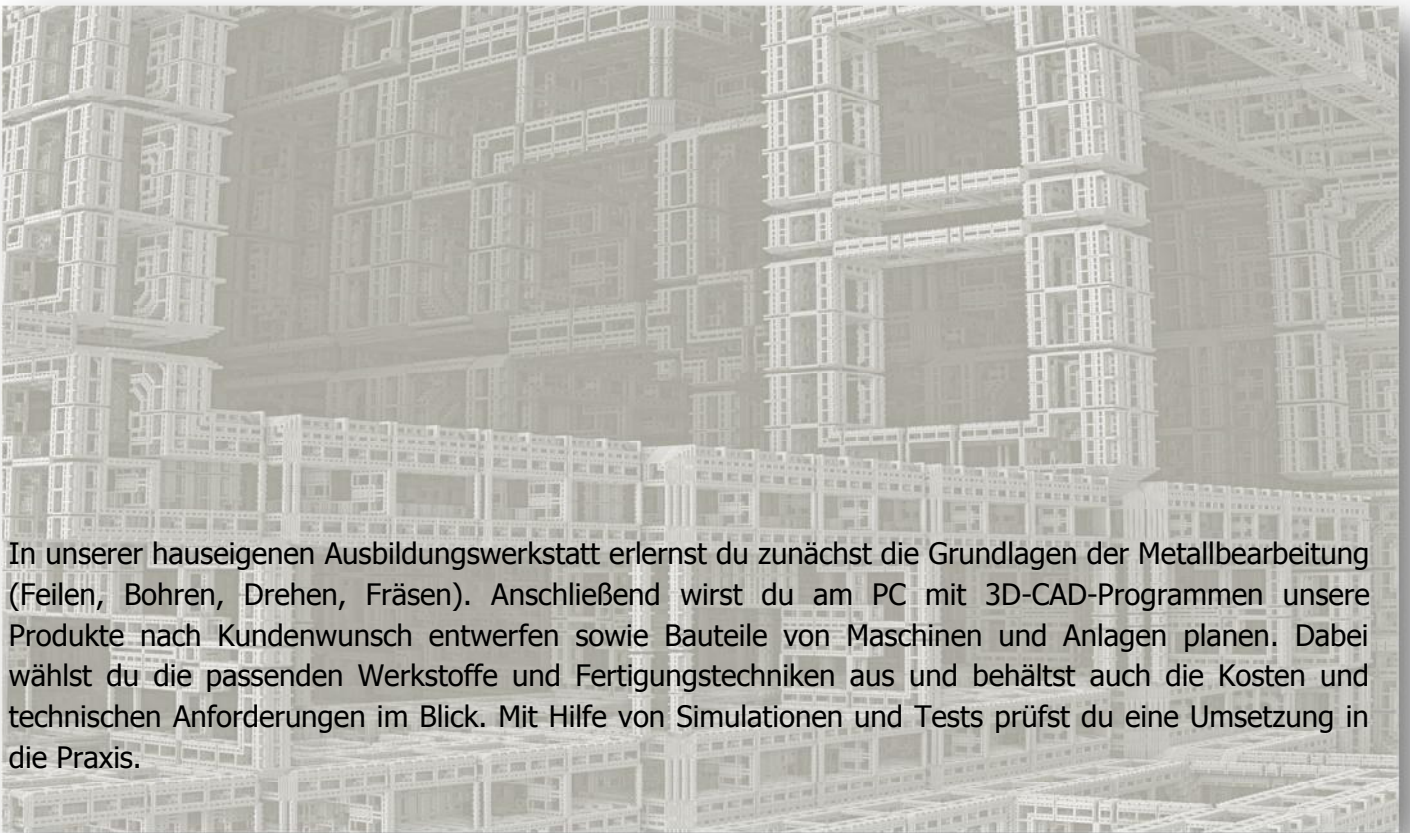 In unserer hauseigenen Ausbildungswerkstatt erlernst du zunächst die Grundlagen der Metallbearbeitung
(Feilen, Bohren, Drehen, Fräsen). Anschließend wirst du am PC mit 3D-CAD-Programmen unsere
Produkte nach Kundenwunsch entwerfen sowie Bauteile von Maschinen und Anlagen planen. Dabei
wählst du die passenden Werkstoffe und Fertigungstechniken aus und behältst auch die Kosten und
technischen Anforderungen im Blick. Mit Hilfe von Simulationen und Tests prüfst du eine Umsetzung in
die Praxis.